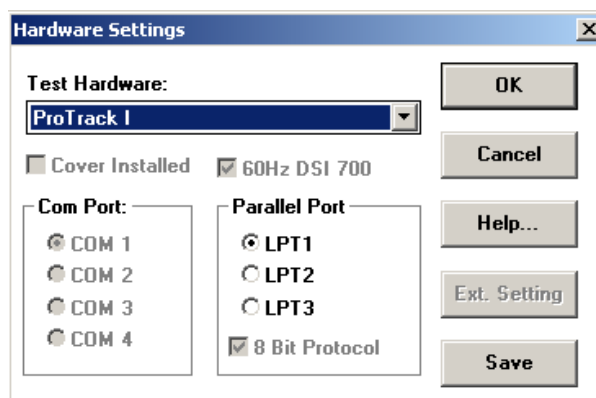 Hardware Settings
Test Hardware:
ProTrack I
Cover Installed
60Hz DSI 700
Com Port:
COM 1
COM 2
COM 3
COM 4
Parallel Port
LPT1
LPT2
LPT3
8 Bit Protocol
OK
Cancel
Help...
Ext. Setting
Save